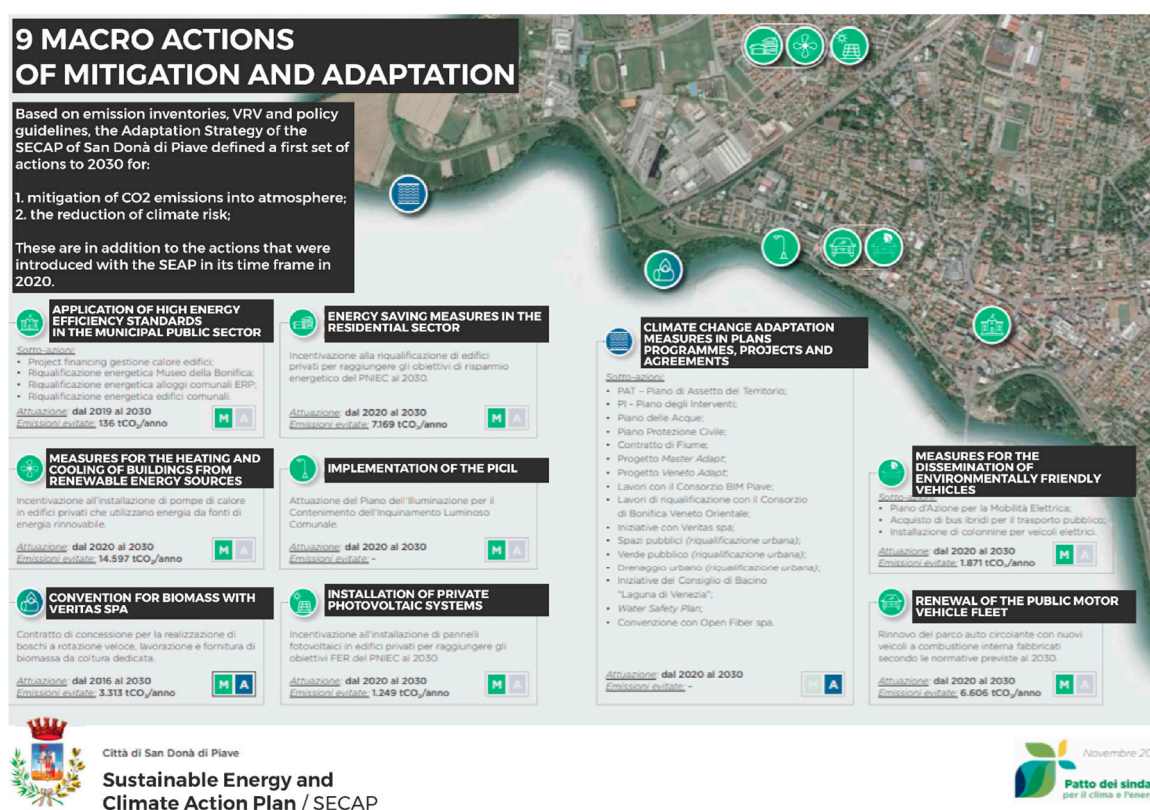 9 MACRO ACTIONS
OF MITIGATION AND ADAPTATION
Based on emission inventories, VRV and policy
guidelines, the Adaptation Strategy of the
SECAP of San Donà di Piave defined a first set of
actions to 2030 for:
1. mitigation of CO2 emissions into atmosphere;
2. the reduction of climate risk;
These are in addition to the actions that were
introduced with the SEAP in its time frame in
2020.
APPLICATION OF HIGH ENERGY
EFFICIENCY STANDARDS
IN THE MUNICIPAL PUBLIC SECTOR
Sotto-azioni:
• Project financing gestione calore edifici;
• Riqualificazione energetica Museo della Bonifica;
• Riqualificazione energetica alloggi comunali ERP;
• Riqualificazione energetica edifici comunali.
Attuazione: dal 2019 al 2030
Emissioni evitate: 136 tCO₂/anno
M A
MEASURES FOR THE HEATING AND
COOLING OF BUILDINGS FROM
RENEWABLE ENERGY SOURCES
Incentivazione all'installazione di pompe di calore
in edifici privati che utilizzano energia da fonti di
energia rinnovabile.
Attuazione: dal 2020 al 2030
Emissioni evitate: 14.597 tCO₂/anno
M A
CONVENTION FOR BIOMASS WITH
VERITAS SPA
Contratto di concessione per la realizzazione di
boschi a rotazione veloce, lavorazione e fornitura di
biomassa da coltura dedicata.
Attuazione: dal 2016 al 2030
Emissioni evitate: 3.313 tCO₂/anno
M A
ENERGY SAVING MEASURES IN THE
RESIDENTIAL SECTOR
Incentivazione alla riqualificazione di edifici
privati per raggiungere gli obiettivi di risparmio
energetico del PNIEC al 2030.
Attuazione: dal 2020 al 2030
Emissioni evitate: 7.169 tCO₂/anno
M A
IMPLEMENTATION OF THE PICIL
Attuazione del Piano dell'Illuminazione per il
Contenimento dell'Inquinamento Luminoso
Comunale.
Attuazione: dal 2020 al 2030
Emissioni evitate: -
M A
INSTALLATION OF PRIVATE
PHOTOVOLTAIC SYSTEMS
Incentivazione all'installazione di pannelli
fotovoltaici in edifici privati per raggiungere gli
obiettivi FER del PNIEC al 2030.
Attuazione: dal 2020 al 2030
Emissioni evitate: 1.249 tCO₂/anno
M A
CLIMATE CHANGE ADAPTATION
MEASURES IN PLANS
PROGRAMMES, PROJECTS AND
AGREEMENTS
Sotto-azioni:
• PAT – Piano di Assetto del Territorio;
• PI - Piano degli Interventi;
• Piano delle Acque;
• Piano Protezione Civile;
• Contratto di Fiume;
• Progetto Master Adapt;
• Progetto Veneto Adapt;
• Lavori con il Consorzio BIM Piave;
• Lavori di riqualificazione con il Consorzio
di Bonifica Veneto Orientale;
• Iniziative con Veritas spa;
• Spazi pubblici (riqualificazione urbana);
• Verde pubblico (riqualificazione urbana);
• Drenaggio urbano (riqualificazione urbana);
• Iniziative del Consiglio di Bacino
"Laguna di Venezia";
• Water Safety Plan;
• Convenzione con Open Fiber spa.
Attuazione: dal 2020 al 2030
Emissioni evitate: -
M A
MEASURES FOR THE
DISSEMINATION OF
ENVIRONMENTALLY FRIENDLY
VEHICLES
Sotto-azioni:
• Piano d'Azione per la Mobilità Elettrica;
• Acquisto di bus ibridi per il trasporto pubblico;
• Installazione di colonnine per veicoli elettrici.
Attuazione: dal 2020 al 2030
Emissioni evitate: 1.871 tCO₂/anno
M A
RENEWAL OF THE PUBLIC MOTOR
VEHICLE FLEET
Rinnovo del parco auto circolante con nuovi
veicoli a combustione interna fabbricati
secondo le normative previste al 2030.
Attuazione: dal 2020 al 2030
Emissioni evitate: 6.606 tCO₂/anno
M A
Città di San Donà di Piave
Sustainable Energy and
Climate Action Plan / SECAP
Novembre 20
Patto dei sinda
per il clima e l'ener